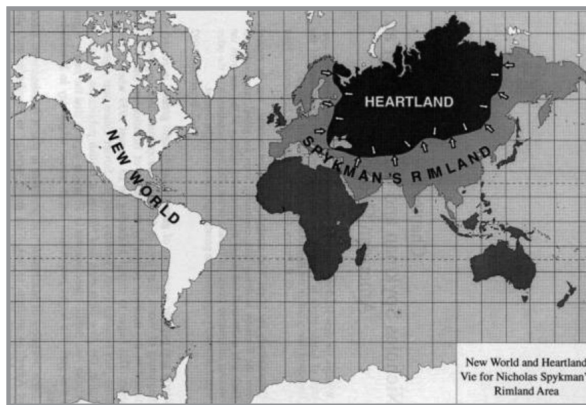 HEARTLAND
NEW WORLD
SPYKMAN'S RIMLAND
New World and Heartland
Vie for Nicholas Spykman'
Rimland Area